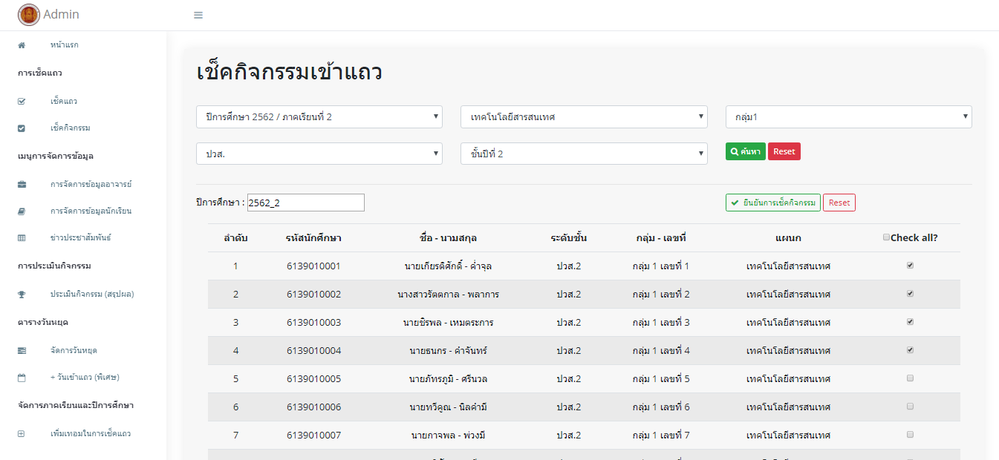 Admin
หน้าแรก
การเช็คแถว
เช็คแถว
เช็คกิจกรรม
เมนูการจัดการข้อมูล
การจัดการข้อมูลอาจารย์
การจัดการข้อมูลนักเรียน
ข่าวประชาสัมพันธ์
การประเมินกิจกรรม
ประเมินกิจกรรม (สรุปผล)
ตารางวันหยุด
จัดการวันหยุด
+ วันเข้าแถว (พิเศษ)
จัดการภาคเรียนและปีการศึกษา
เพิ่มเทอมในการเช็คแถว
เช็คกิจกรรมเข้าแถว
ปีการศึกษา 2562 / ภาคเรียนที่ 2 เทคโนโลยีสารสนเทศ กลุ่ม1
ปวส. ชั้นปีที่ 2 ค้นหา Reset
ปีการศึกษา : 2562_2 ยืนยันการเช็คกิจกรรม Reset
ลำดับ รหัสนักศึกษา ชื่อ - นามสกุล ระดับชั้น กลุ่ม - เลขที่ แผนก Check all?
1 6139010001 นายเกียรติศักดิ์ - ค่ำจุล ปวส.2 กลุ่ม 1 เลขที่ 1 เทคโนโลยีสารสนเทศ
2 6139010002 นางสาวรัตตกาล - พลาการ ปวส.2 กลุ่ม 1 เลขที่ 2 เทคโนโลยีสารสนเทศ
3 6139010003 นายชิรพล - เหมตระการ ปวส.2 กลุ่ม 1 เลขที่ 3 เทคโนโลยีสารสนเทศ
4 6139010004 นายธนกร - คำจันทร์ ปวส.2 กลุ่ม 1 เลขที่ 4 เทคโนโลยีสารสนเทศ
5 6139010005 นายภัทรภูมิ - ศรีนวล ปวส.2 กลุ่ม 1 เลขที่ 5 เทคโนโลยีสารสนเทศ
6 6139010006 นายทวีคูณ - นิลคำมี ปวส.2 กลุ่ม 1 เลขที่ 6 เทคโนโลยีสารสนเทศ
7 6139010007 นายกาจพล - พ่วงมี ปวส.2 กลุ่ม 1 เลขที่ 7 เทคโนโลยีสารสนเทศ